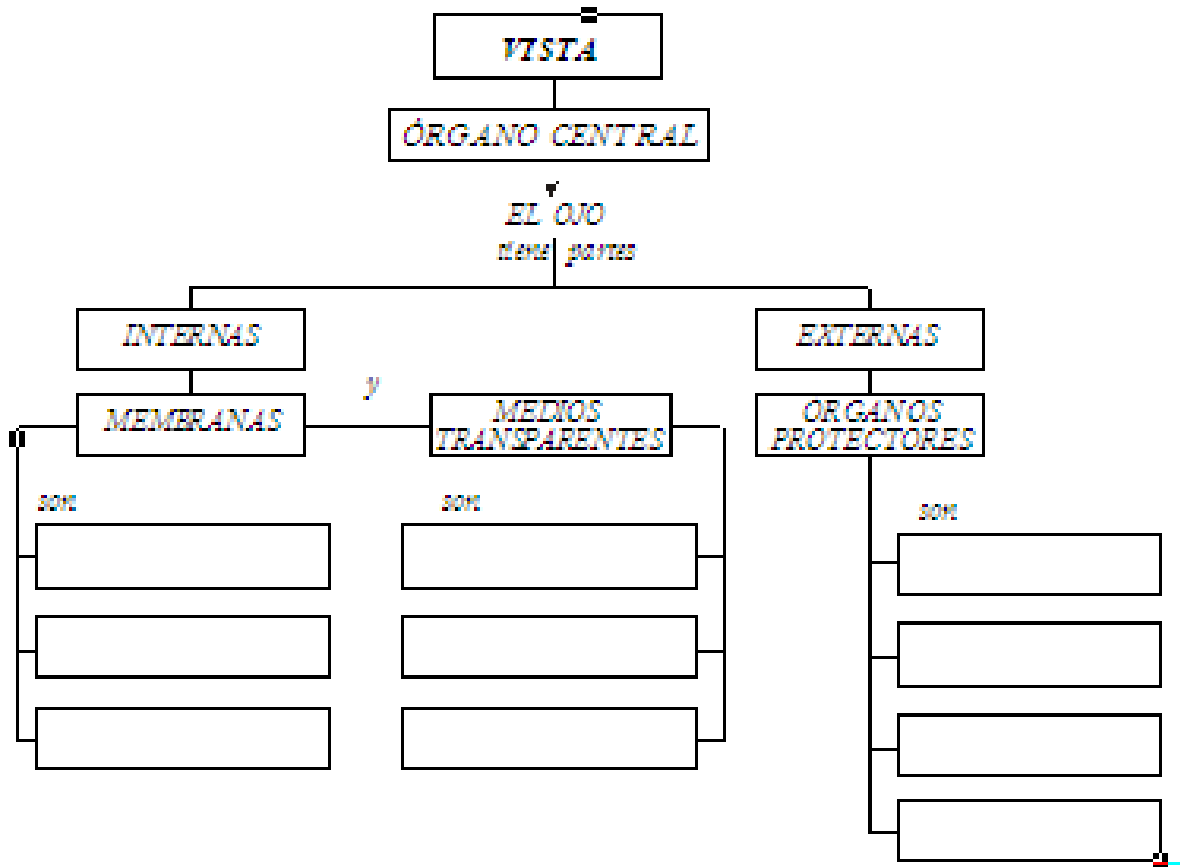 VISTA
ÓRGANO CENTRAL
EL OJO
tiene partes
INTERNAS
EXTERNAS
y
MEMBRANAS
MEDIOS
TRANSPARENTES
ORGANOS
PROTECTORES
son
son
son